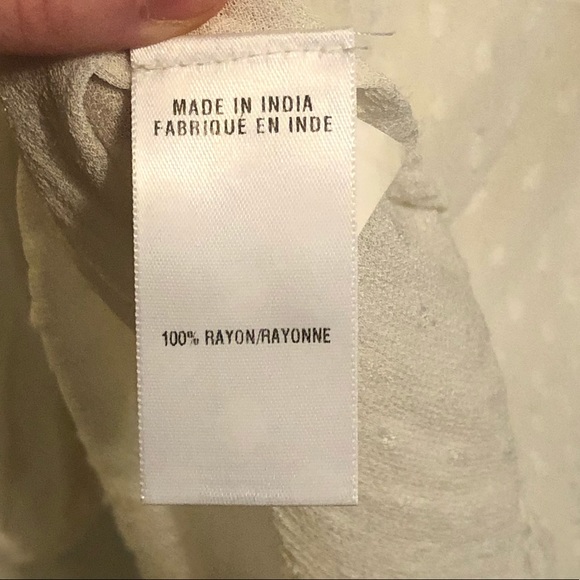 MADE IN INDIA
FABRIQUÉ EN INDE
100% RAYON/RAYONNE